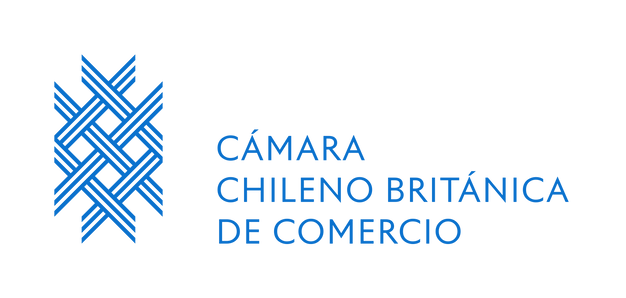 CÁMARA
CHILENO BRITÁNICA
DE COMERCIO